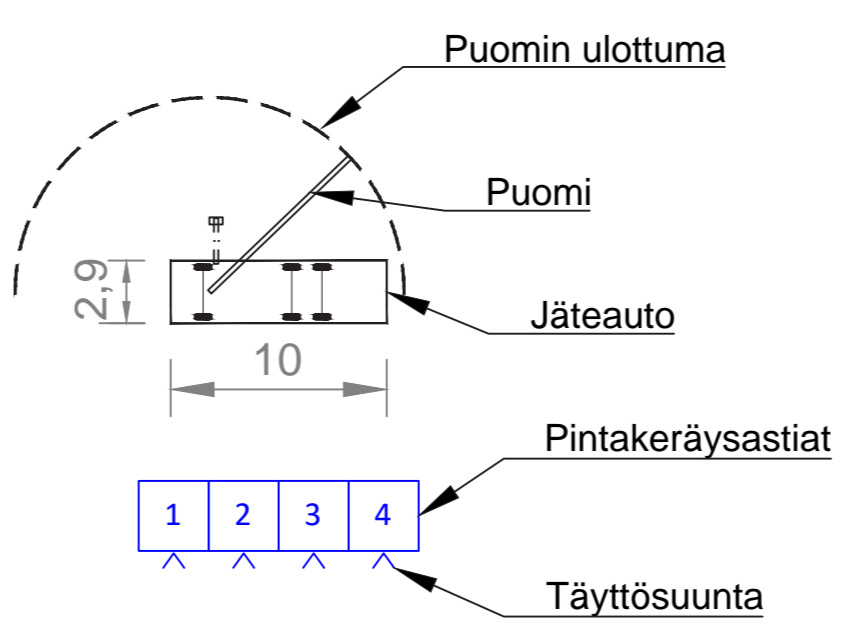 Puomin ulottuma
Puomi
2,9
Jäteauto
10
Pintakeräysastiat
1 2 3 4
Täyttösuunta